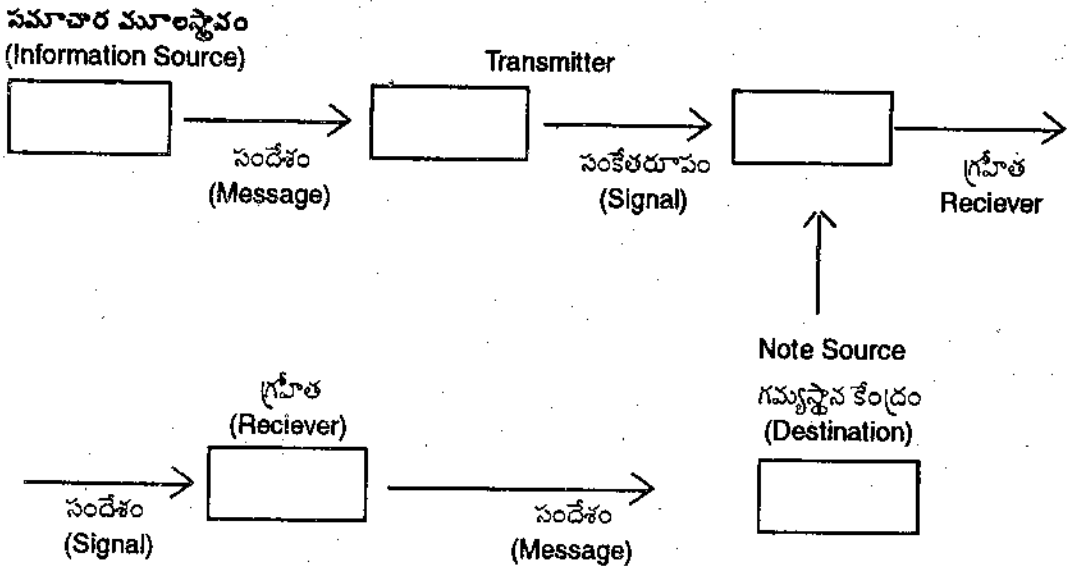 సమాచార మూలస్థావం
(Information Source)
Transmitter
సందేశం
(Message)
సంకేతరూపం
(Signal)
గ్రహీత
Reciever
Note Source
గమ్యస్థాన కేంద్రం
(Destination)
గ్రహీత
(Reciever)
సందేశం
(Signal)
సందేశం
(Message)